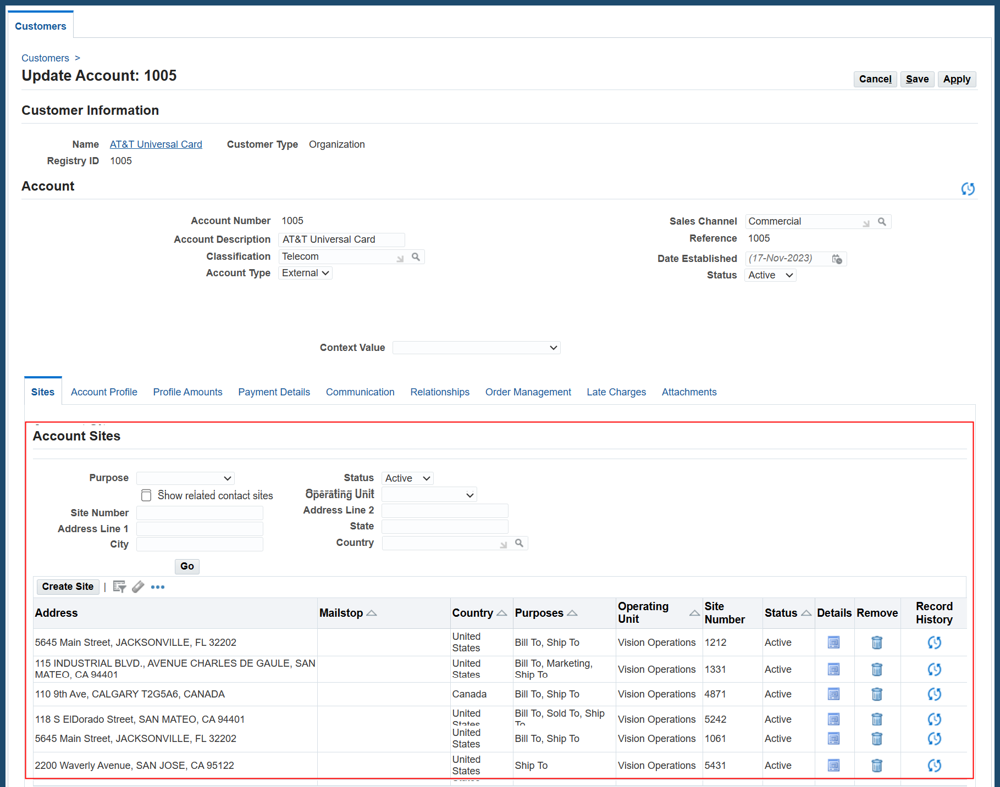 Customers
Customers >
Update Account: 1005
Cancel Save Apply
Customer Information
Name AT&T Universal Card Customer Type Organization
Registry ID 1005
Account
Account Number 1005 Sales Channel Commercial
Account Description AT&T Universal Card Reference 1005
Classification Telecom Date Established (17-Nov-2023)
Account Type External Status Active
Context Value
Sites Account Profile Profile Amounts Payment Details Communication Relationships Order Management Late Charges Attachments
Account Sites
Purpose Status Active
Show related contact sites Operating Unit
Site Number Address Line 2
Address Line 1 State
City Country
Go
Create Site |
Address Mailstop Country Purposes Operating Unit Site Number Status Details Remove Record History
5645 Main Street, JACKSONVILLE, FL 32202 United States Bill To, Ship To Vision Operations 1212 Active
115 INDUSTRIAL BLVD., AVENUE CHARLES DE GAULE, SAN MATEO, CA 94401 United States Bill To, Marketing, Ship To Vision Operations 1331 Active
110 9th Ave, CALGARY T2G5A6, CANADA Canada Bill To, Ship To Vision Operations 4871 Active
118 S ElDorado Street, SAN MATEO, CA 94401 United States Bill To, Sold To, Ship To Vision Operations 5242 Active
5645 Main Street, JACKSONVILLE, FL 32202 United States Bill To, Ship To Vision Operations 1061 Active
2200 Waverly Avenue, SAN JOSE, CA 95122 United States Ship To Vision Operations 5431 Active